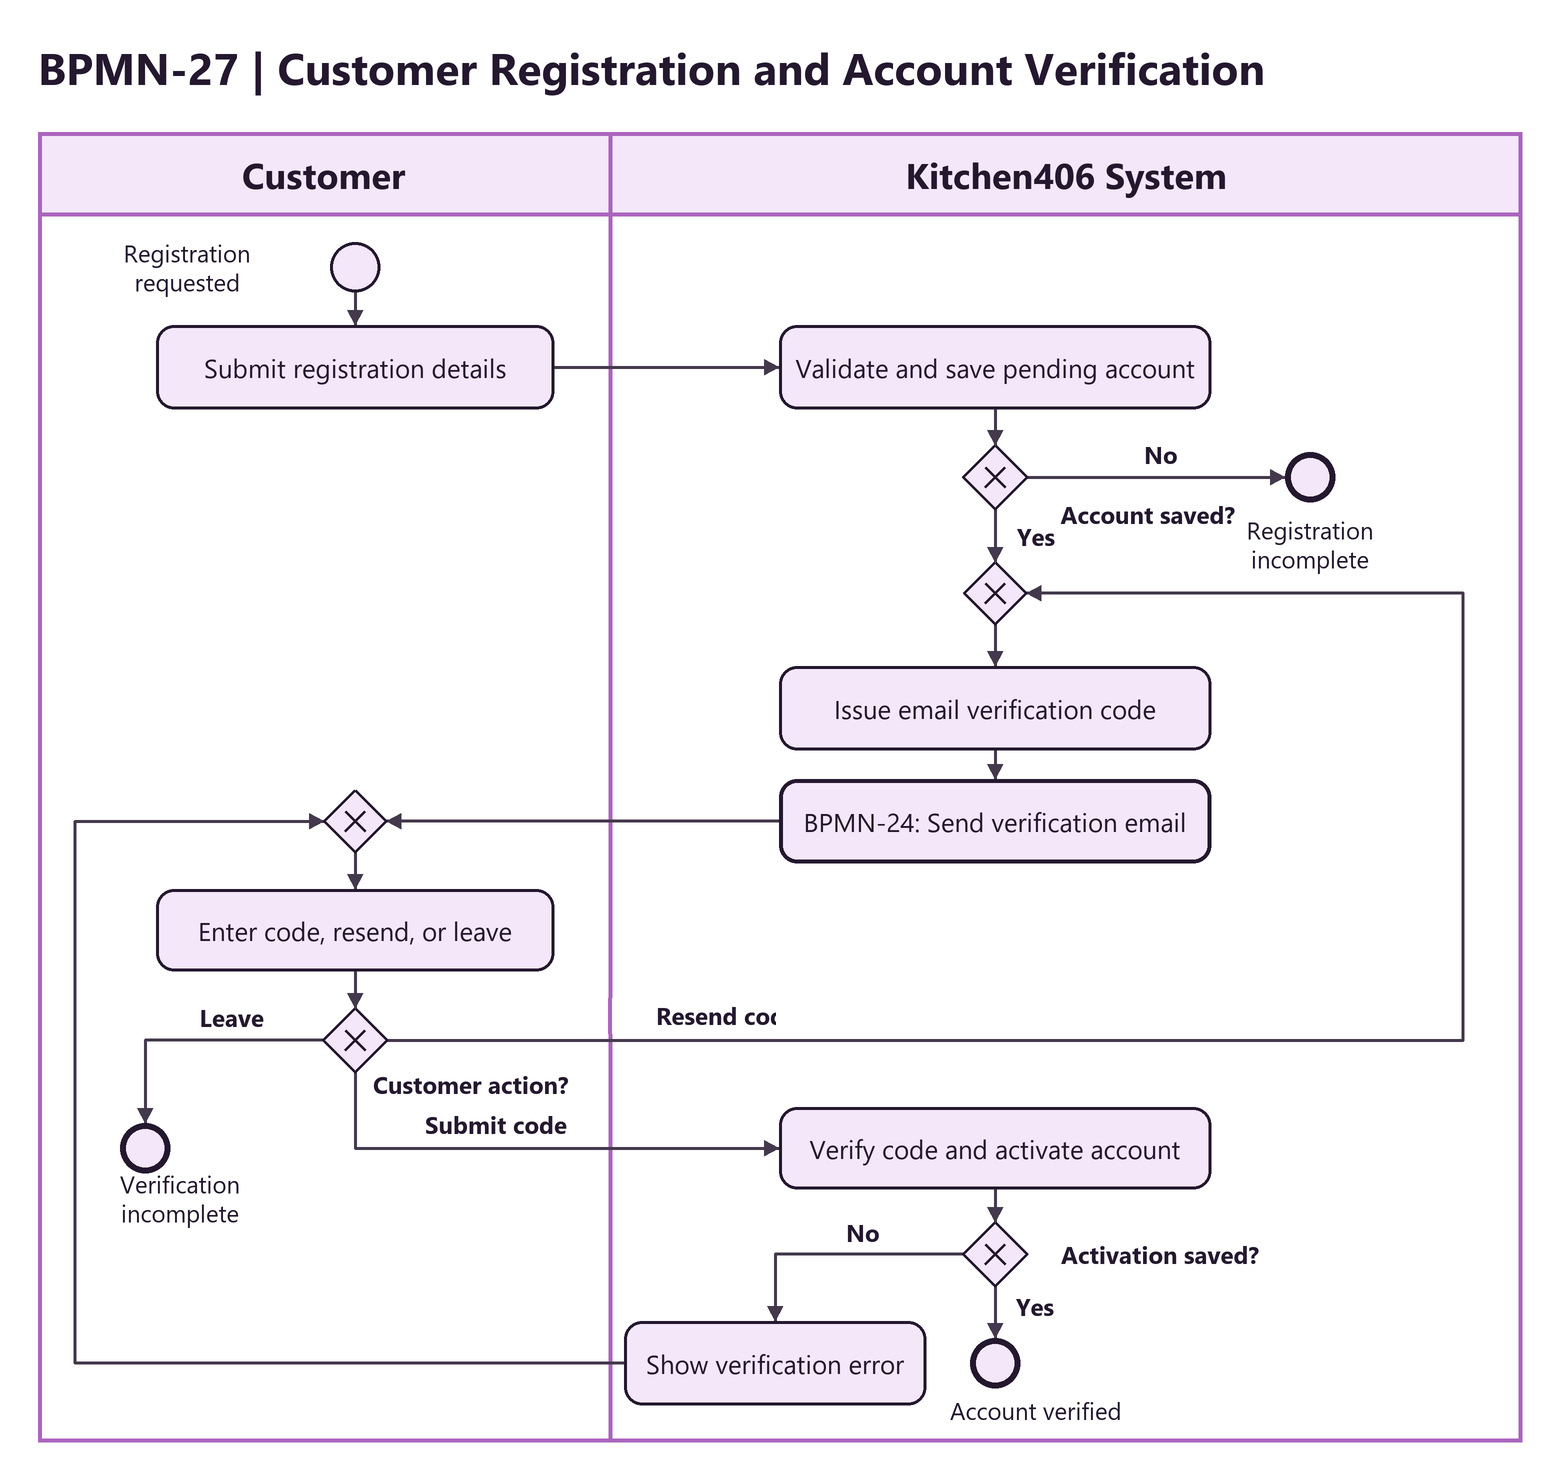 BPMN-27 | Customer Registration and Account Verification
Customer
Kitchen406 System
Registration
requested
Submit registration details
Validate and save pending account
No
Account saved?
Yes
Registration
incomplete
Issue email verification code
BPMN-24: Send verification email
Enter code, resend, or leave
Leave
Resend
Customer action?
Submit code
Verify code and activate account
Verification
incomplete
No
Activation saved?
Yes
Show verification error
Account verified